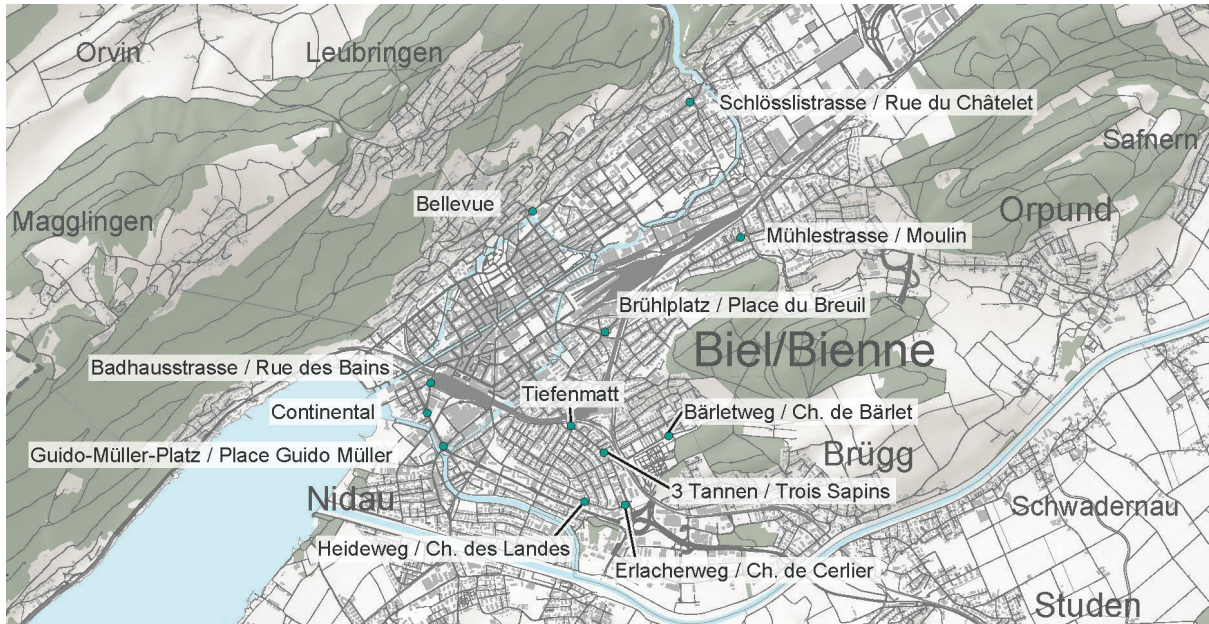 Orvin
Leubringen
Schlösslistrasse / Rue du Châtelet
Safnern
Bellevue
Magglingen
Orpund
Mühlestrasse / Moulin
Brühlplatz / Place du Breuil
Biel/Bienne
Badhausstrasse / Rue des Bains
Tiefenmatt
Continental
Bärletweg / Ch. de Bärlet
Guido-Müller-Platz / Place Guido Müller
Brügg
3 Tannen / Trois Sapins
Nidau
Schwadernau
Heideweg / Ch. des Landes
Erlacherweg / Ch. de Cerlier
Studen